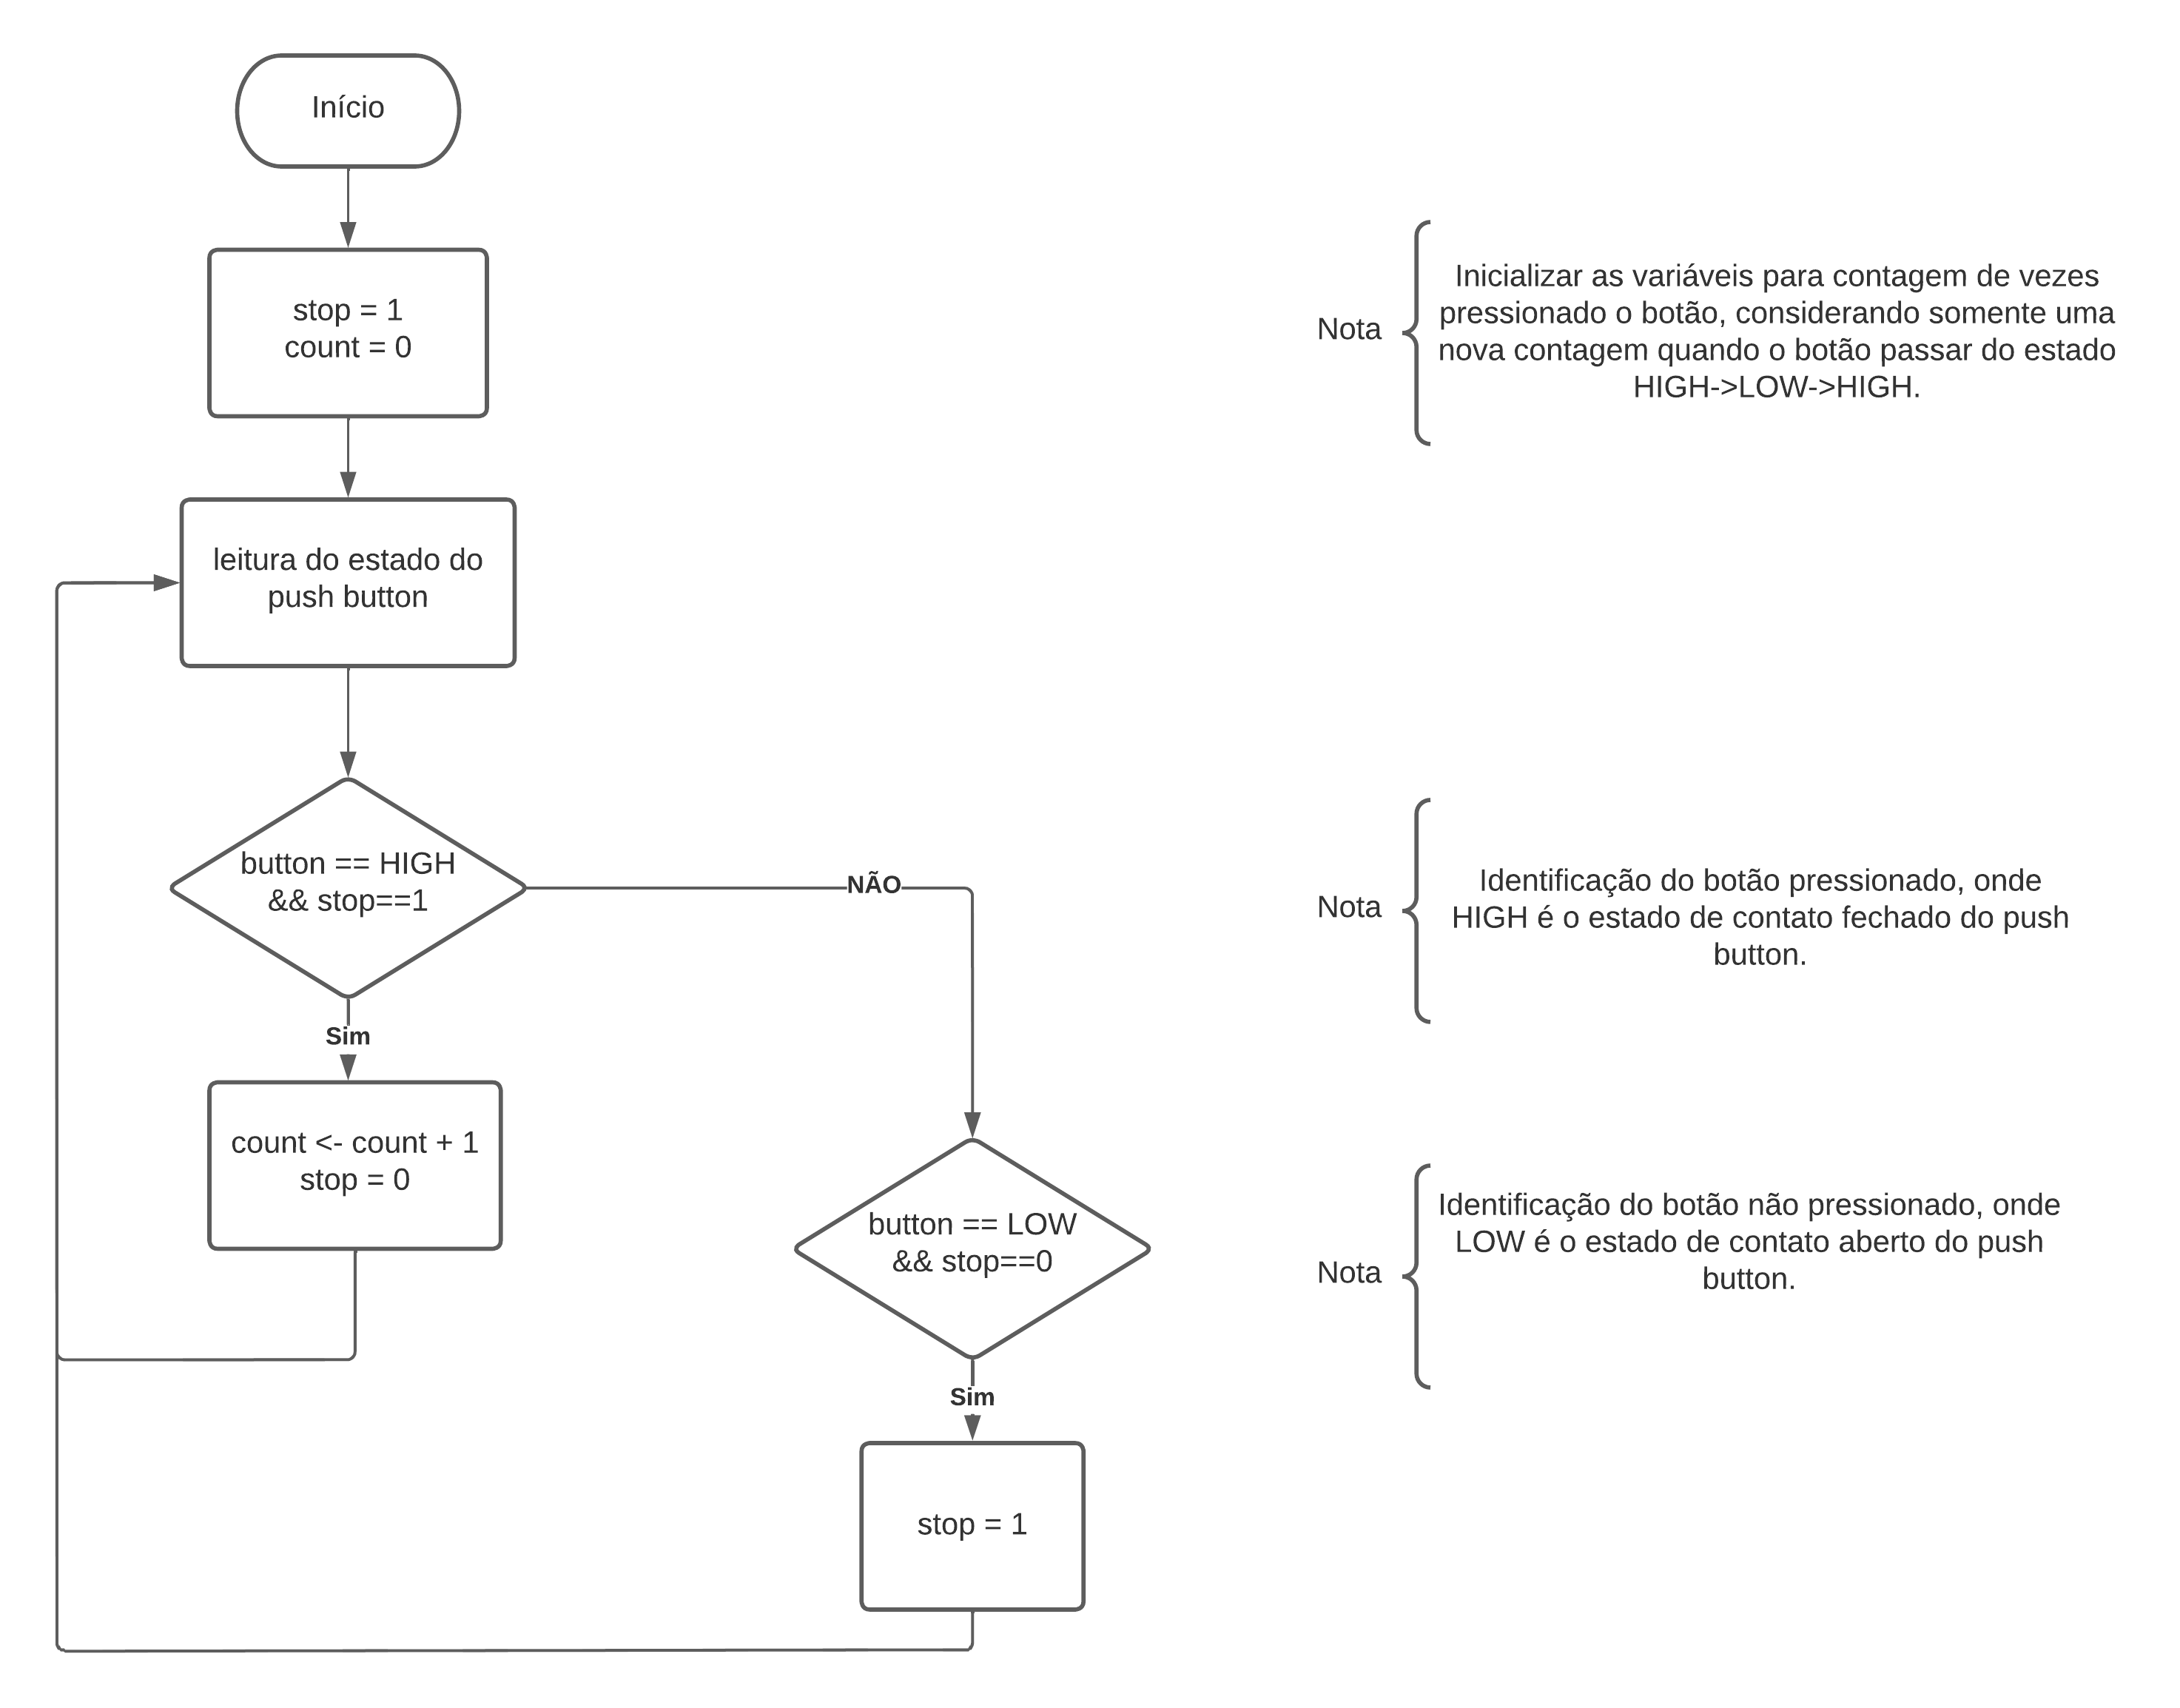 Início
stop = 1
count = 0
Nota
Inicializar as variáveis para contagem de vezes
pressionado o botão, considerando somente uma
nova contagem quando o botão passar do estado
HIGH->LOW->HIGH.
leitura do estado do
push button
button == HIGH
&& stop==1
NÃO
Nota
Identificação do botão pressionado, onde
HIGH é o estado de contato fechado do push
button.
Sim
count <- count + 1
stop = 0
button == LOW
&& stop==0
Nota
Identificação do botão não pressionado, onde
LOW é o estado de contato aberto do push
button.
Sim
stop = 1